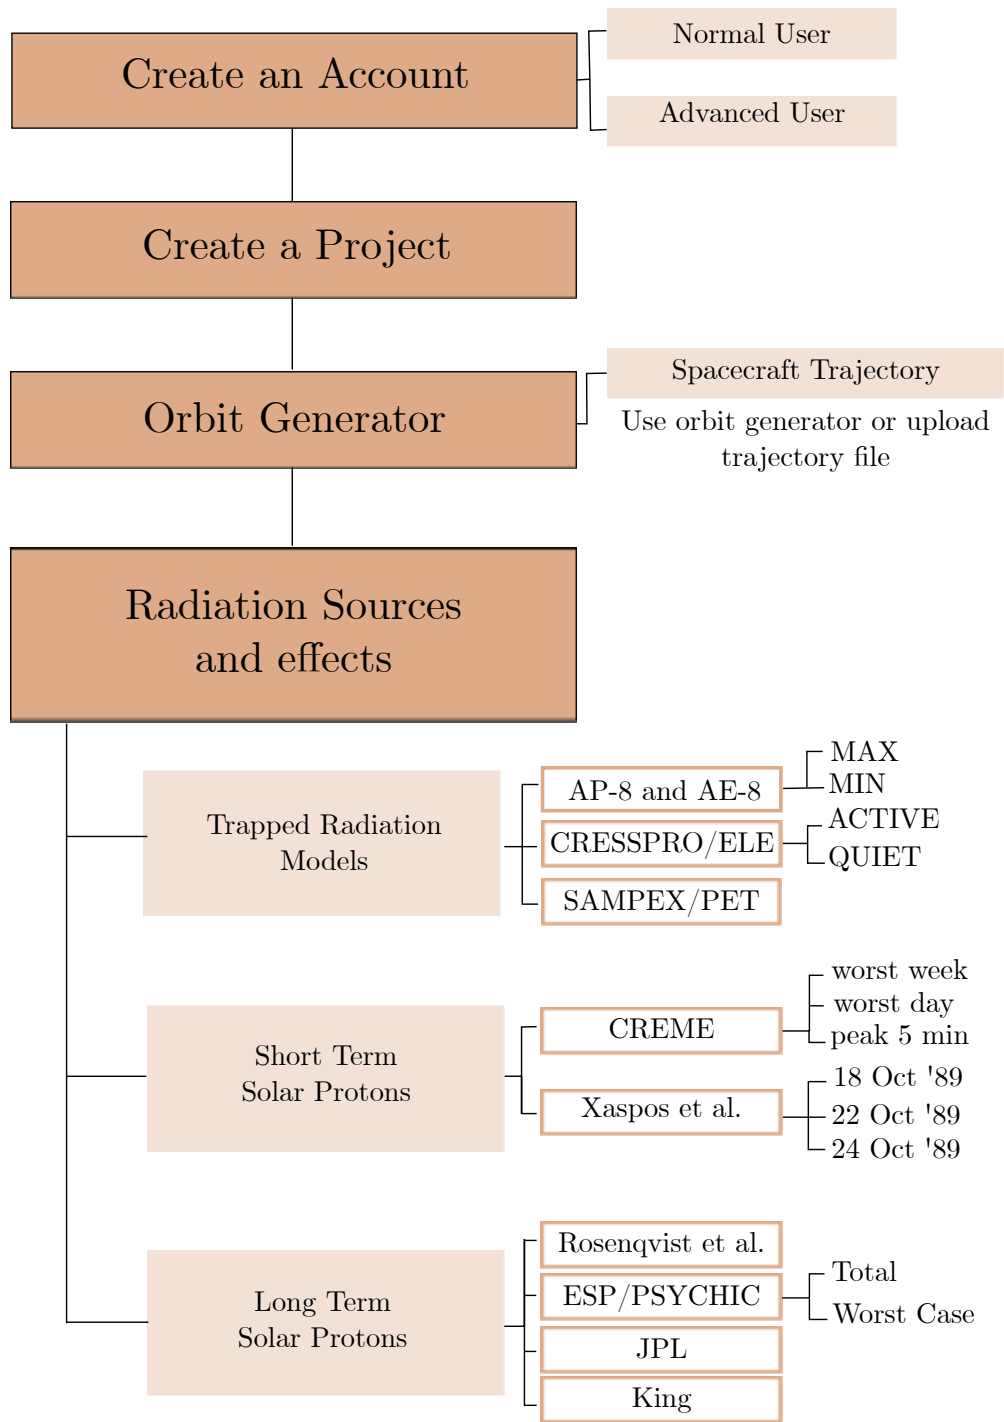 Create an Account
Normal User
Advanced User
Create a Project
Orbit Generator
Spacecraft Trajectory
Use orbit generator or upload
trajectory file
Radiation Sources
and effects
Trapped Radiation
Models
AP-8 and AE-8
MAX
MIN
CRESSPRO/ELE
ACTIVE
QUIET
SAMPEX/PET
Short Term
Solar Protons
CREME
worst week
worst day
peak 5 min
Xaspos et al.
18 Oct '89
22 Oct '89
24 Oct '89
Long Term
Solar Protons
Rosenqvist et al.
ESP/PSYCHIC
Total
Worst Case
JPL
King